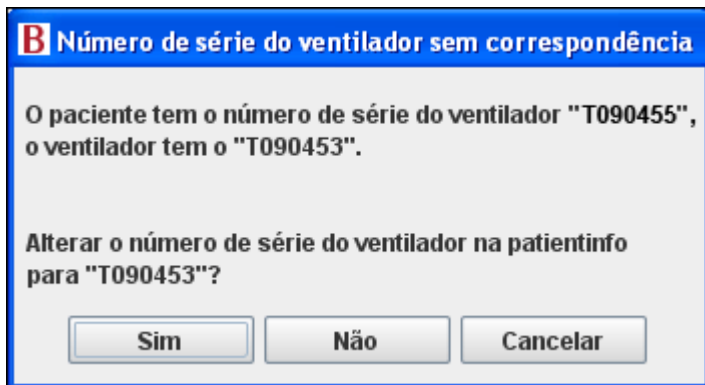 B Número de série do ventilador sem correspondência
O paciente tem o número de série do ventilador "T090455",
o ventilador tem o "T090453".
Alterar o número de série do ventilador na patientinfo
para "T090453"?
Sim Não Cancelar